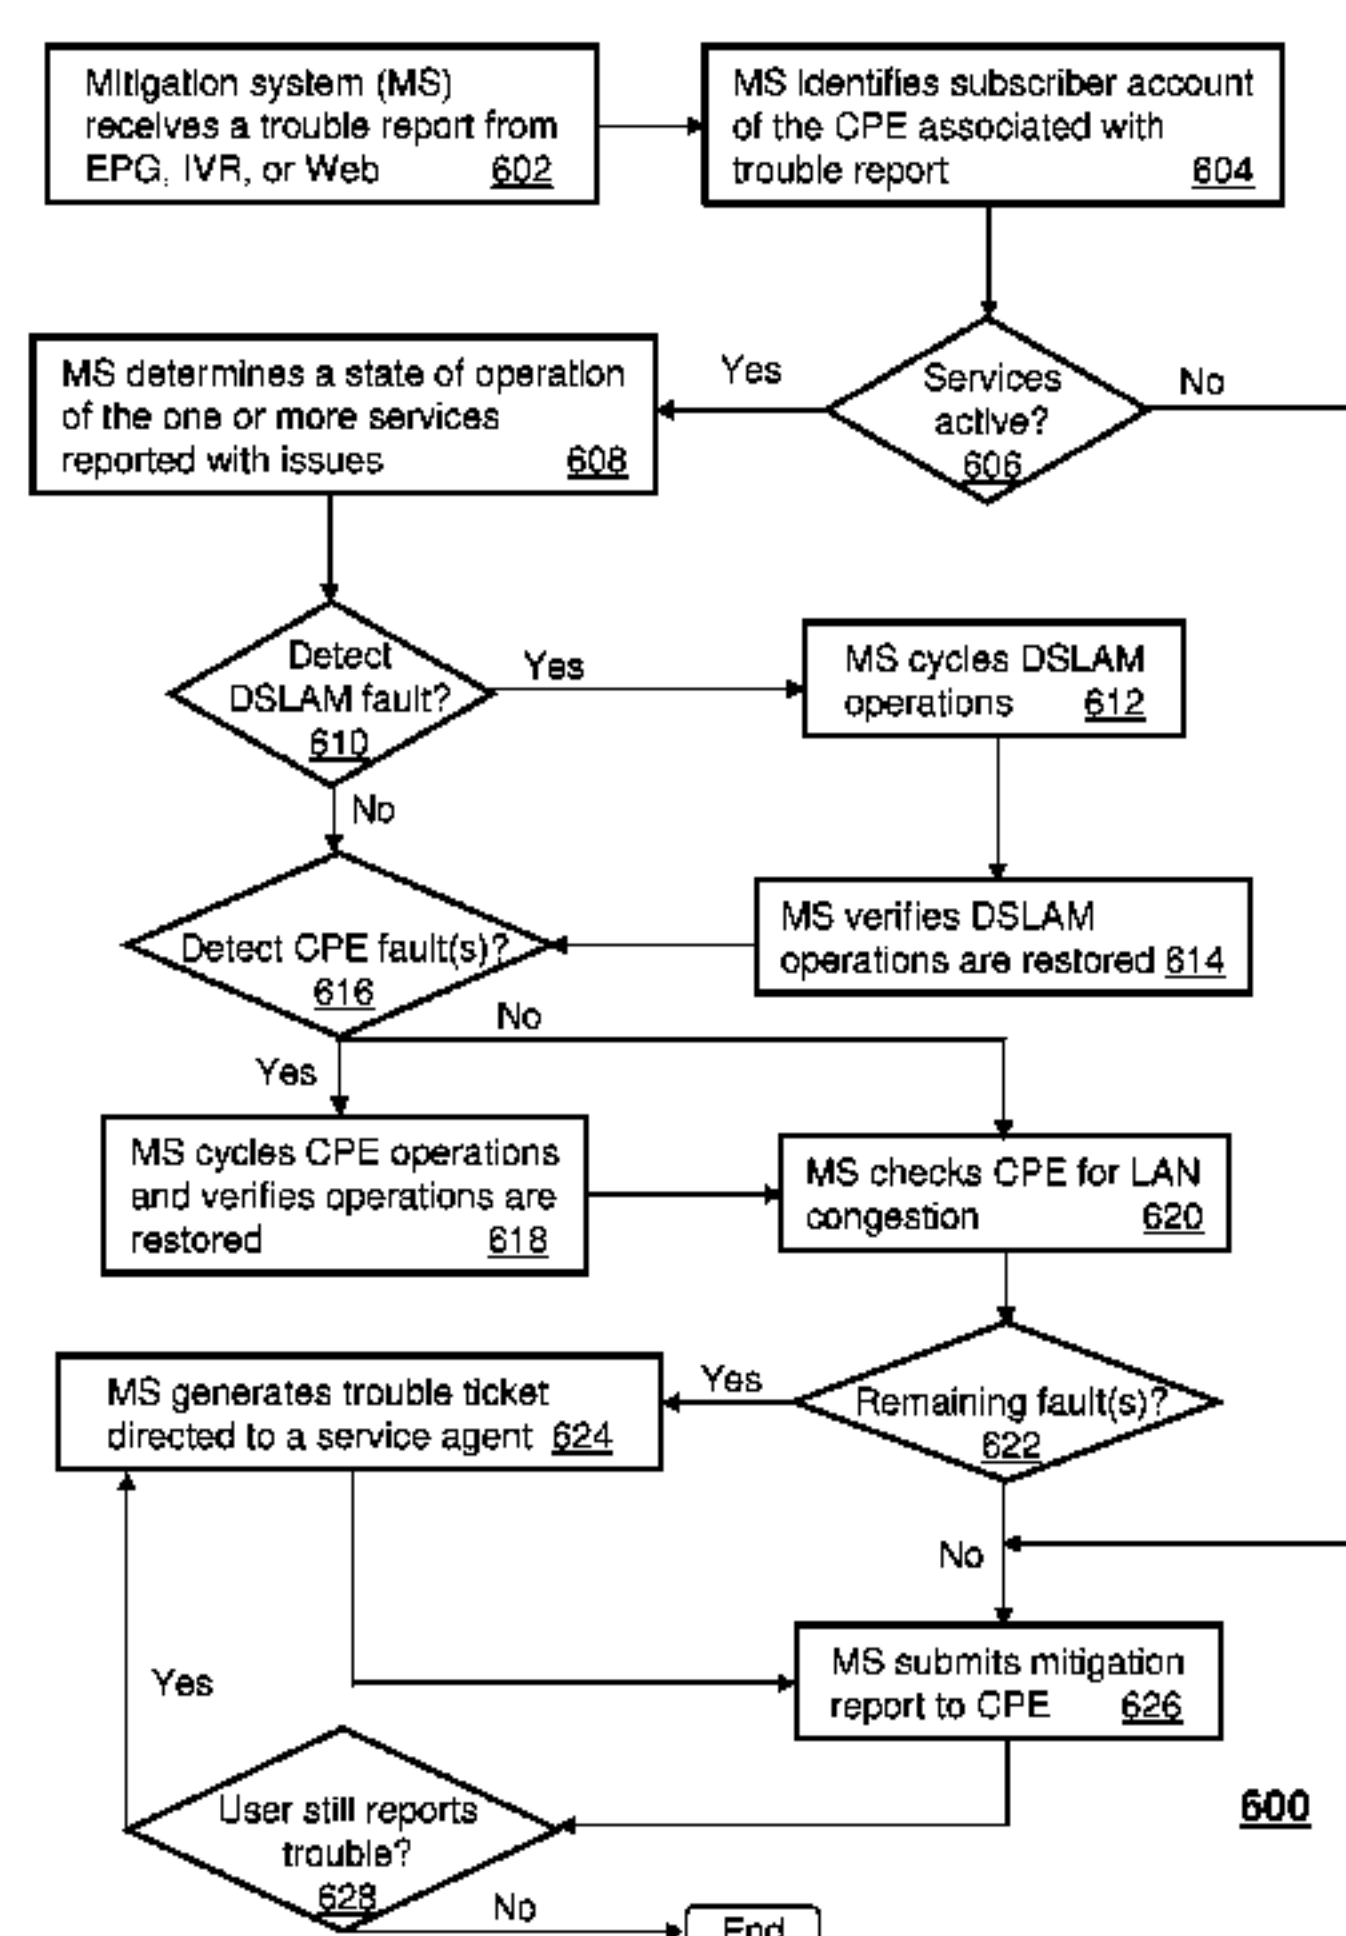 Mitigation system (MS)
receives a trouble report from
EPG, IVR, or Web 602
MS identifies subscriber account
of the CPE associated with
trouble report 604
Services
active?
606
Yes
No
MS determines a state of operation
of the one or more services
reported with issues 608
Detect
DSLAM fault?
610
Yes
No
MS cycles DSLAM
operations 612
MS verifies DSLAM
operations are restored 614
Detect CPE fault(s)?
616
No
Yes
MS cycles CPE operations
and verifies operations are
restored 618
MS checks CPE for LAN
congestion 620
Remaining fault(s)?
622
Yes
No
MS generates trouble ticket
directed to a service agent 624
MS submits mitigation
report to CPE 626
User still reports
trouble?
628
Yes
No
End
600